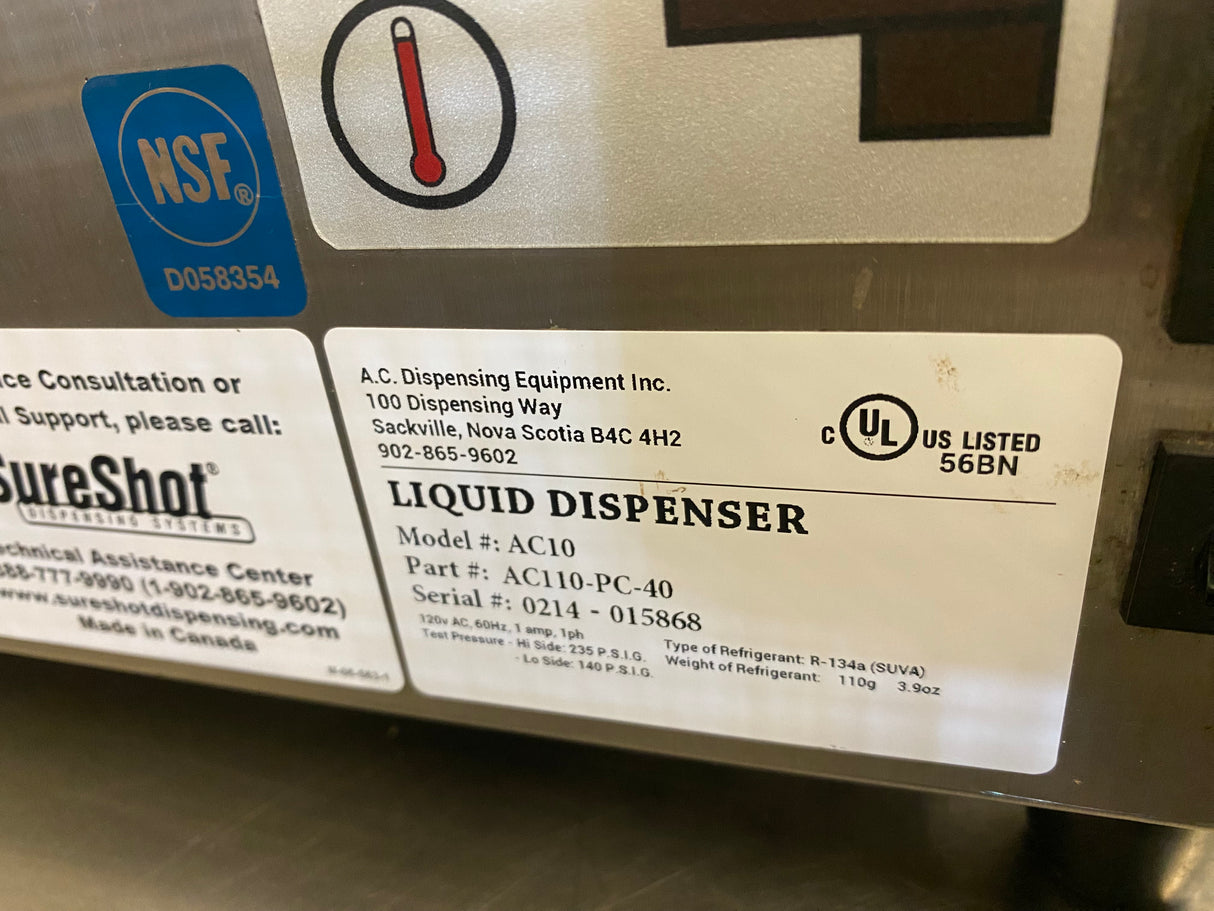 NSF®
D058354
ce Consultation or
l Support, please call:
SureShot®
DISPENSING SYSTEMS
chnical Assistance Center
88-777-9990 (1-902-865-9602)
www.sureshotdispensing.com
Made in Canada
A.C. Dispensing Equipment Inc.
100 Dispensing Way
Sackville, Nova Scotia B4C 4H2
902-865-9602
C UL US LISTED
56BN
LIQUID DISPENSER
Model #: AC10
Part #: AC110-PC-40
Serial #: 0214 - 015868
120v AC, 60Hz, 1 amp, 1ph
Test Pressure - Hi Side: 235 P.S.I.G.
- Lo Side: 140 P.S.I.G.
Type of Refrigerant: R-134a (SUVA)
Weight of Refrigerant: 110g 3.9oz